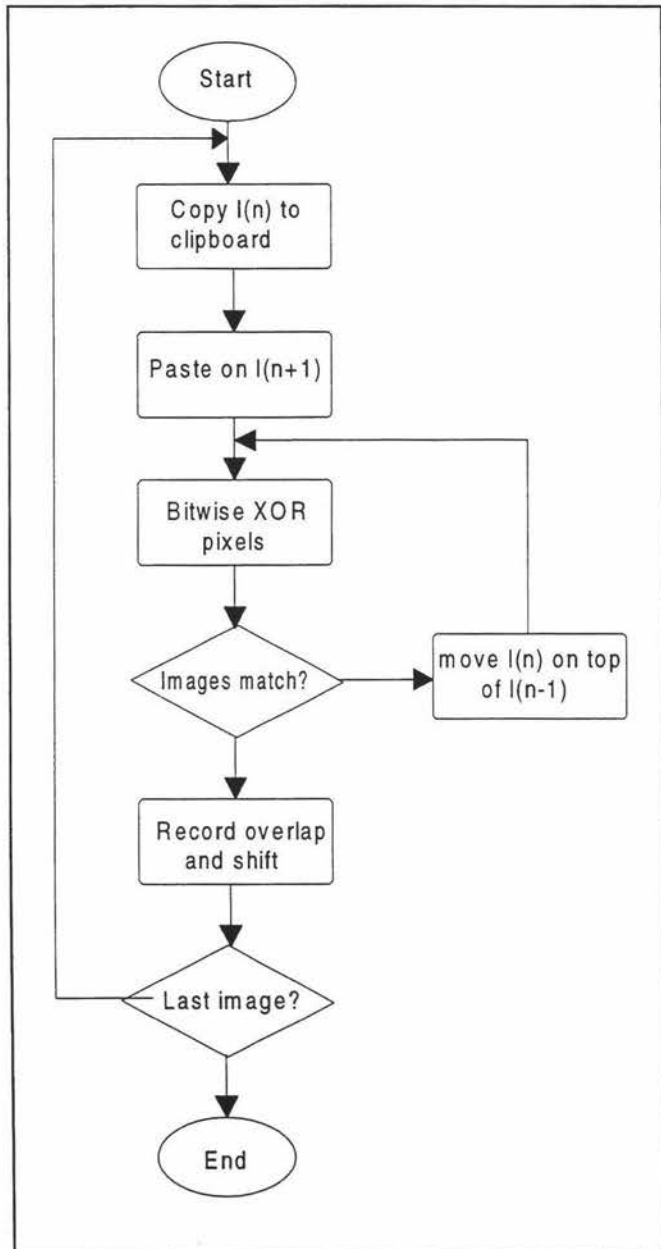 Start
Copy I(n) to
clipboard
Paste on I(n+1)
Bitwise XOR
pixels
Images match?
move I(n) on top
of I(n-1)
Record overlap
and shift
Last image?
End